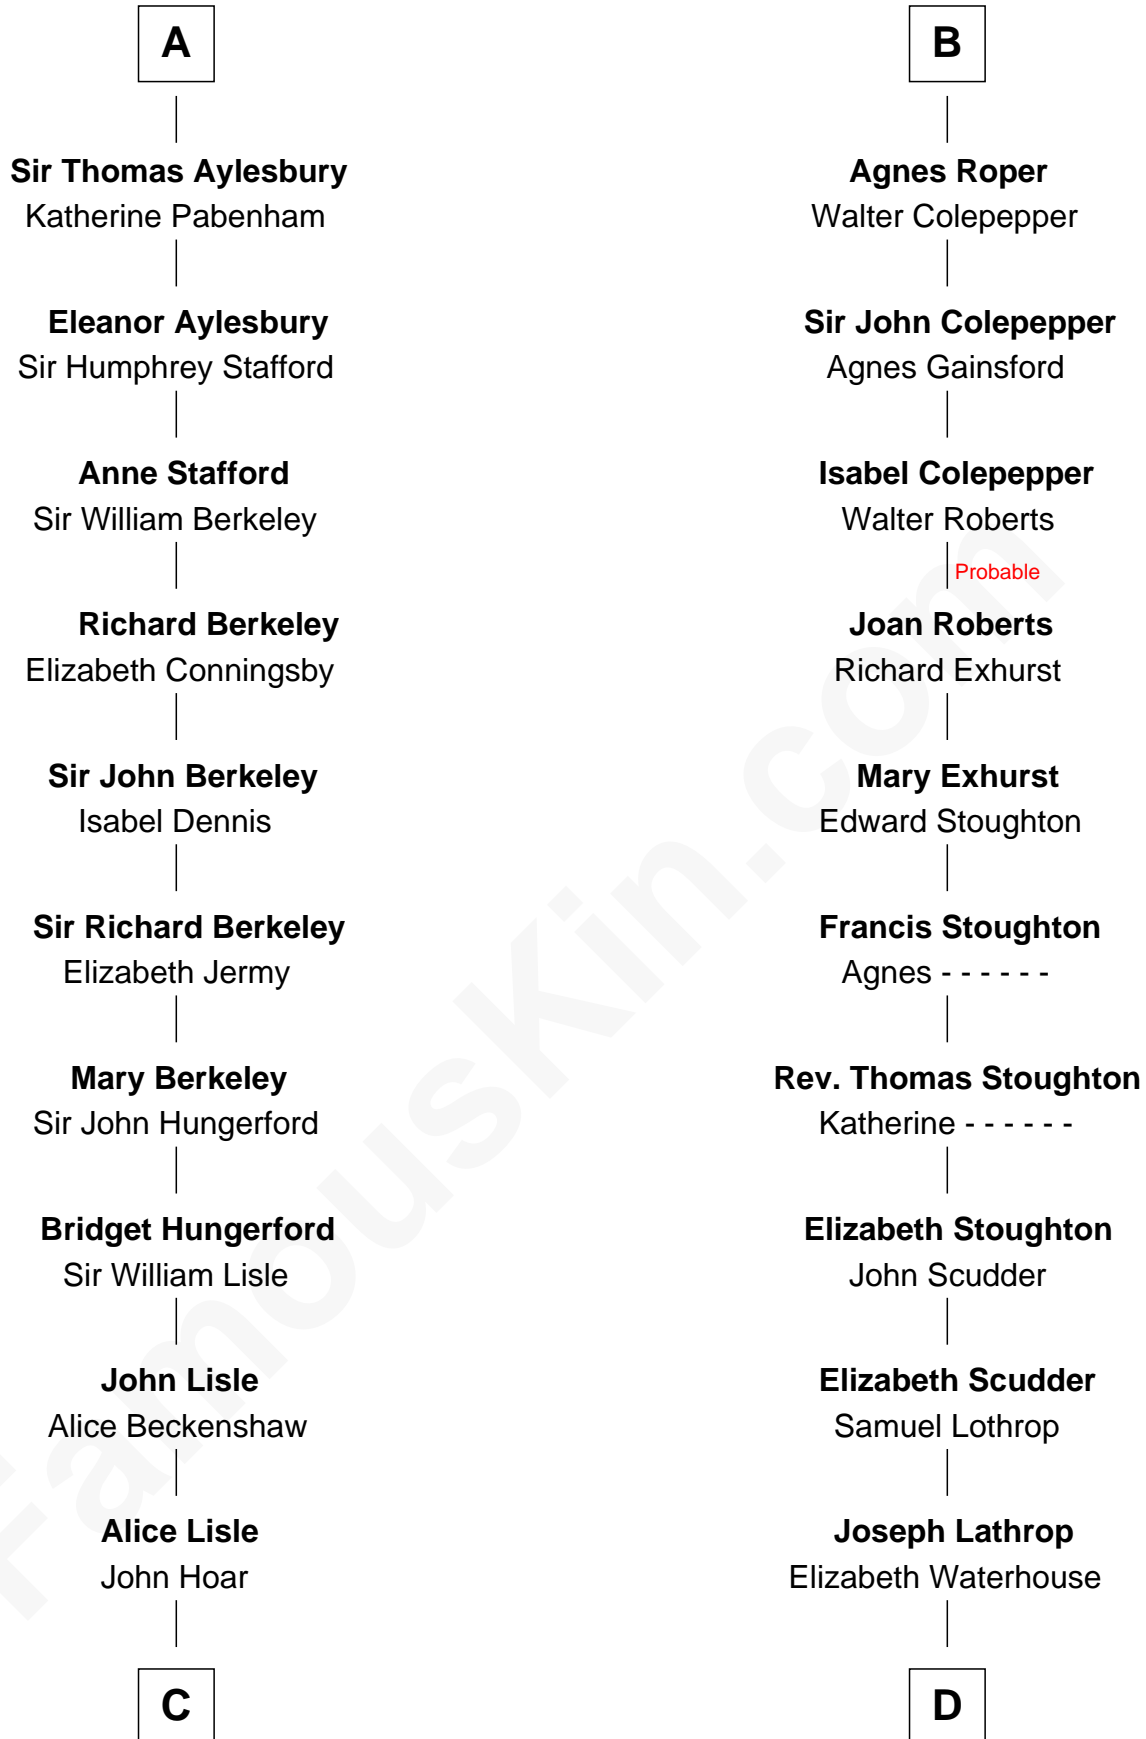 A
Sir Thomas Aylesbury
Katherine Pabenham
Eleanor Aylesbury
Sir Humphrey Stafford
Anne Stafford
Sir William Berkeley
Richard Berkeley
Elizabeth Conningsby
Sir John Berkeley
Isabel Dennis
Sir Richard Berkeley
Elizabeth Jermy
Mary Berkeley
Sir John Hungerford
Bridget Hungerford
Sir William Lisle
John Lisle
Alice Beckenshaw
Alice Lisle
John Hoar
C
B
Agnes Roper
Walter Colepepper
Sir John Colepepper
Agnes Gainsford
Isabel Colepepper
Walter Roberts
Probable
Joan Roberts
Richard Exhurst
Mary Exhurst
Edward Stoughton
Francis Stoughton
Agnes - - - - - -
Rev. Thomas Stoughton
Katherine - - - - - -
Elizabeth Stoughton
John Scudder
Elizabeth Scudder
Samuel Lothrop
Joseph Lathrop
Elizabeth Waterhouse
D
FamousKin.com